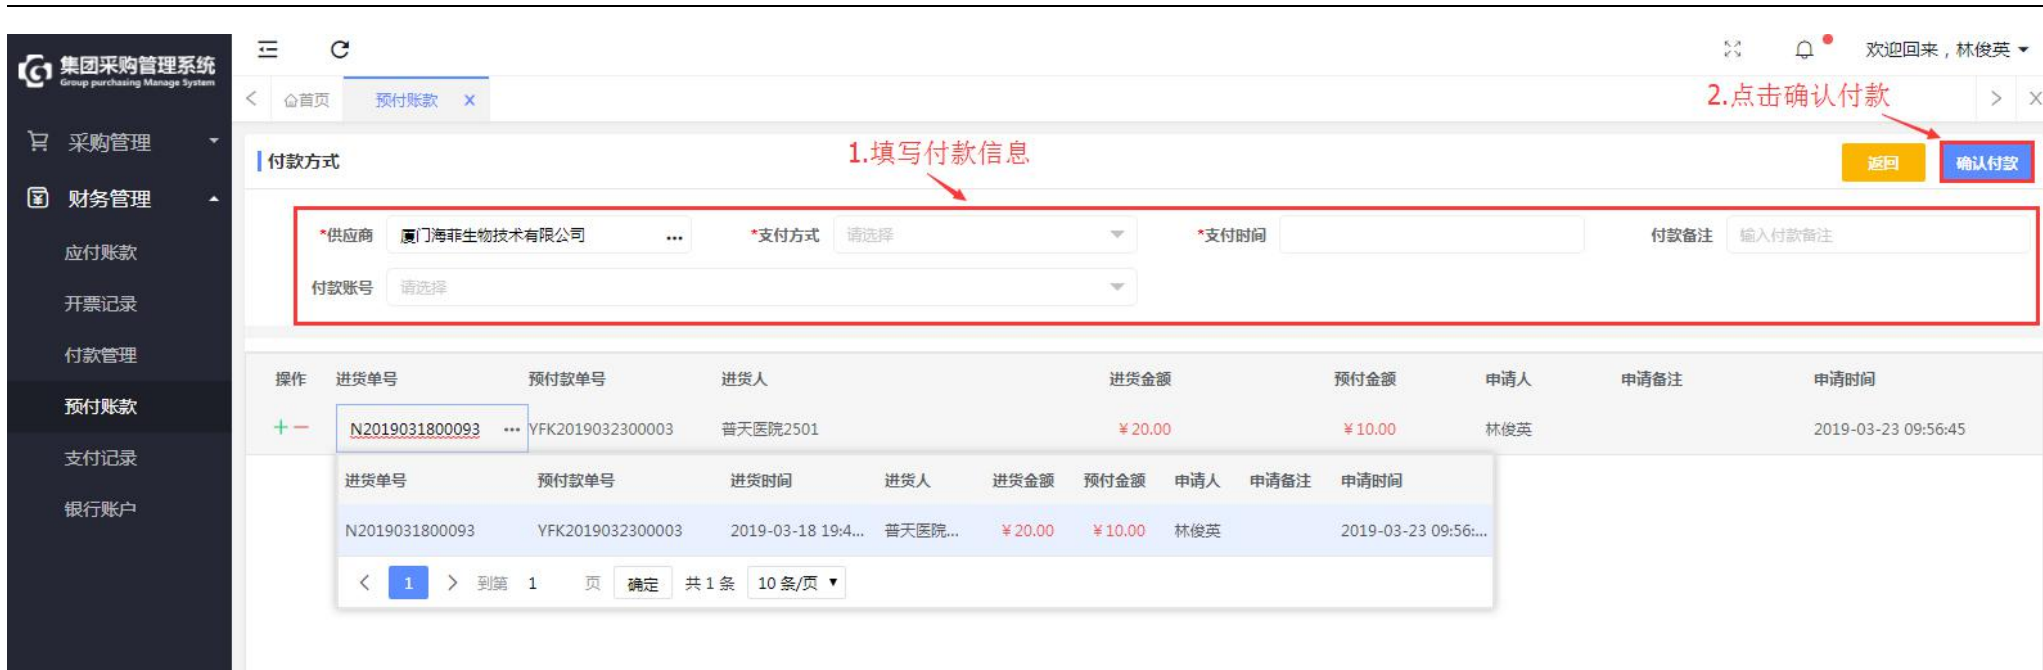 集团采购管理系统
Group purchasing Manage System
欢迎回来，林俊英
首页 预付账款 x
2.点击确认付款
采购管理
财务管理
应付账款
开票记录
付款管理
预付账款
支付记录
银行账户
付款方式
1.填写付款信息
返回 确认付款
*供应商 厦门海菲生物技术有限公司 ... *支付方式 请选择 *支付时间 付款备注 输入付款备注
付款账号 请选择
操作 进货单号 预付款单号 进货人 进货金额 预付金额 申请人 申请备注 申请时间
N2019031800093 ... YFK2019032300003 普天医院2501 ￥20.00 ￥10.00 林俊英 2019-03-23 09:56:45
进货单号 预付款单号 进货时间 进货人 进货金额 预付金额 申请人 申请备注 申请时间
N2019031800093 YFK2019032300003 2019-03-18 19:4... 普天医院... ￥20.00 ￥10.00 林俊英 2019-03-23 09:56:...
1 到第 1 页 确定 共 1 条 10 条/页